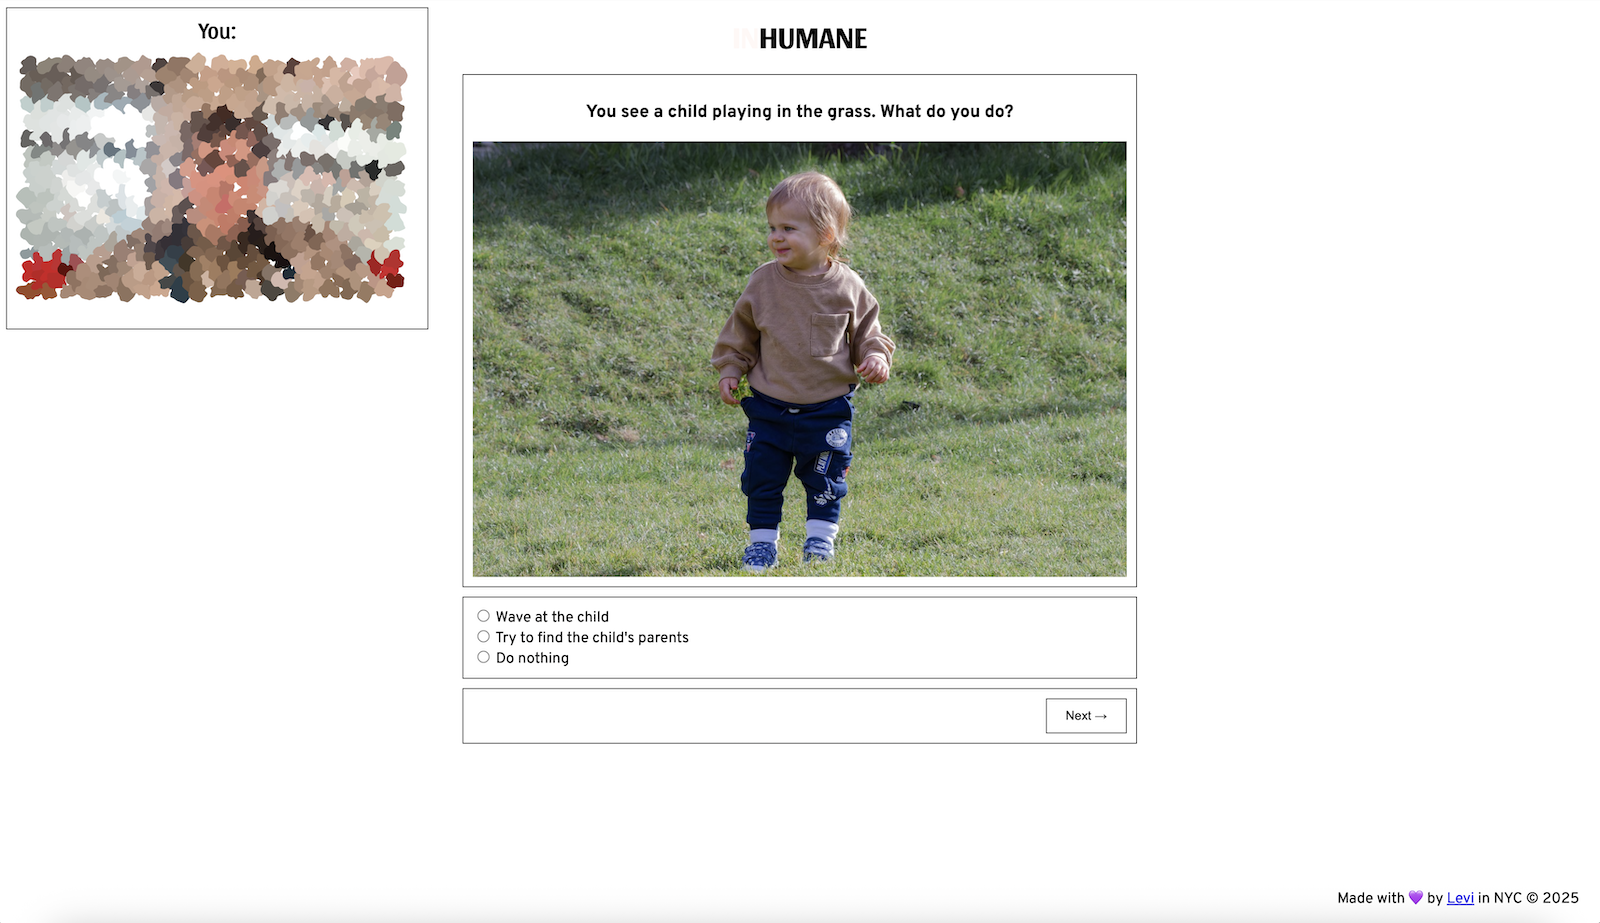 You:
INHUMANE
You see a child playing in the grass. What do you do?
Wave at the child
Try to find the child's parents
Do nothing
Next →
Made with 💜 by Levi in NYC © 2025